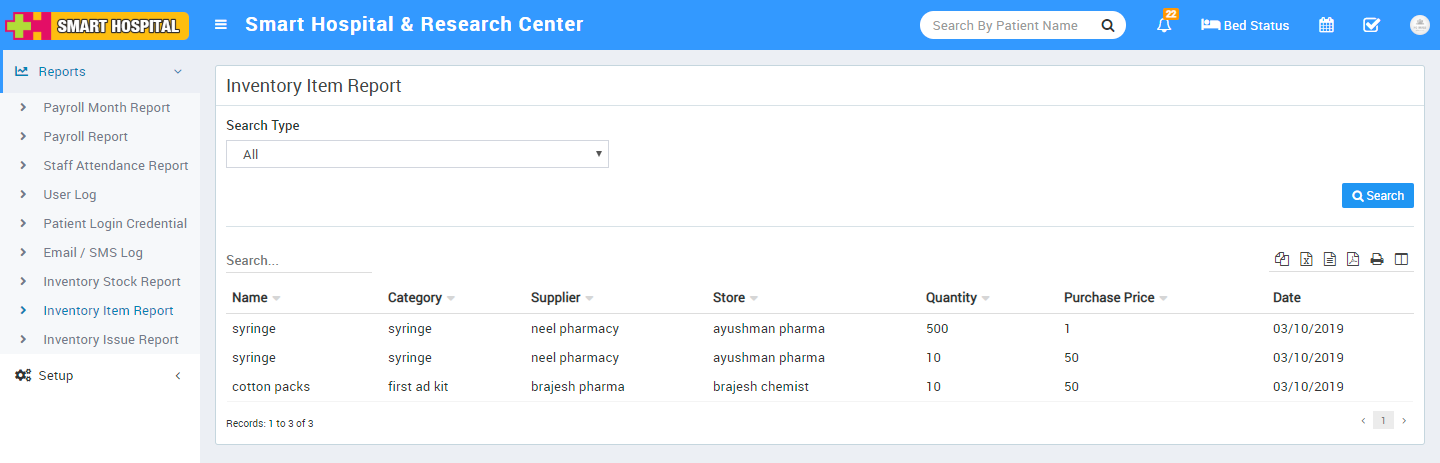 SMART HOSPITAL
Smart Hospital & Research Center
Search By Patient Name
22
Bed Status
Reports
Payroll Month Report
Payroll Report
Staff Attendance Report
User Log
Patient Login Credential
Email / SMS Log
Inventory Stock Report
Inventory Item Report
Inventory Issue Report
Setup
Inventory Item Report
Search Type
All
Search
Search...
Name Category Supplier Store Quantity Purchase Price Date
syringe syringe neel pharmacy ayushman pharma 500 1 03/10/2019
syringe syringe neel pharmacy ayushman pharma 10 50 03/10/2019
cotton packs first ad kit brajesh pharma brajesh chemist 10 50 03/10/2019
Records: 1 to 3 of 3
1